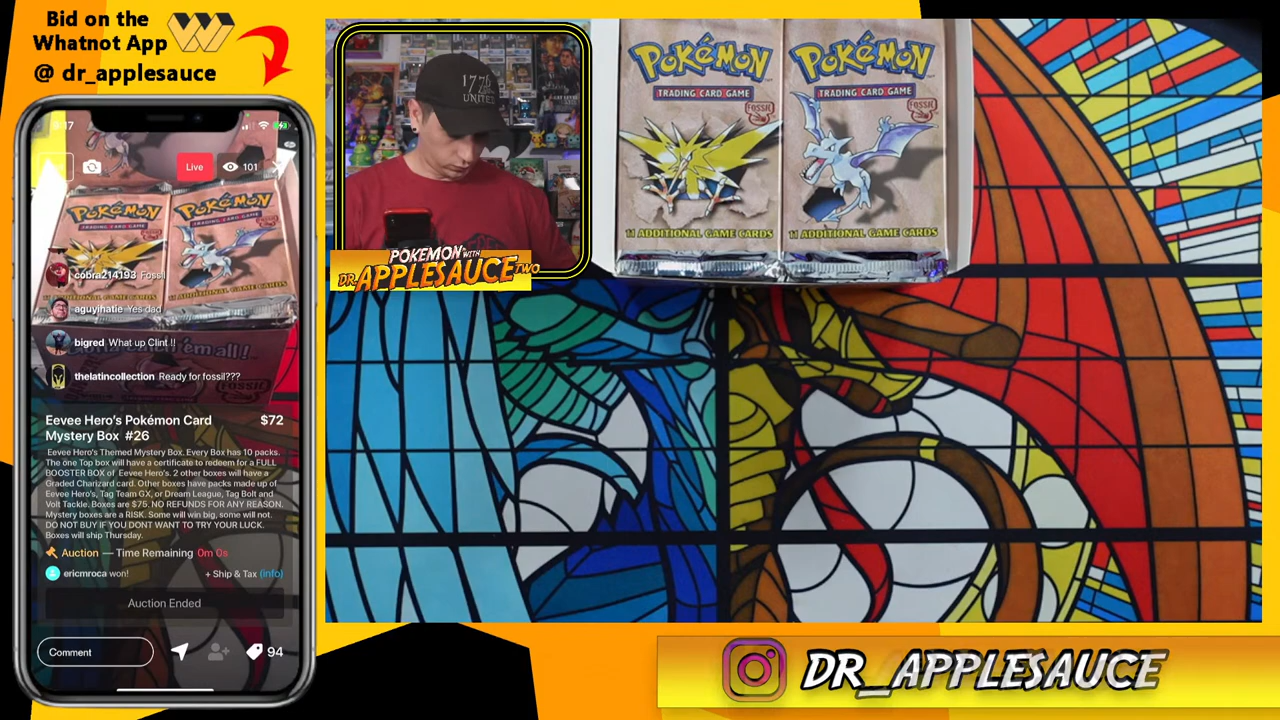 Bid on the
Whatnot App
@ dr_applesauce
Live
101
POKéMON
TRADING CARD GAME
POKéMON
TRADING CARD GAME
cobra214193 Fossil
aguyihatie Yes dad
bigred What up Clint !!
thelatincollection Ready for fossil???
FOSSIL
Eevee Hero's Pokémon Card
Mystery Box #26
$72
Eevee Hero's Themed Mystery Box. Every Box has 10 packs.
The one Top box will have a certificate to redeem for a FULL
BOOSTER BOX of Eevee Hero's. 2 other boxes will have a
Graded Charizard card. Other boxes have packs made up of
Eevee Hero's, Tag Team GX, or Dream League, Tag Bolt and
Volt Tackle. Boxes are $75. NO REFUNDS FOR ANY REASON.
Mystery boxes are a RISK. Some will win big, some will not.
DO NOT BUY IF YOU DONT WANT TO TRY YOUR LUCK.
Boxes will ship Thursday.
Auction — Time Remaining 0m 0s
ericmroca won!
+ Ship & Tax (info)
Auction Ended
Comment
94
1776
UNITED
POKEMON WITH
DR. APPLESAUCE TWO
POKéMON
TRADING CARD GAME
FOSSIL
11 ADDITIONAL GAME CARDS
POKéMON
TRADING CARD GAME
FOSSIL
11 ADDITIONAL GAME CARDS
DR_APPLESAUCE